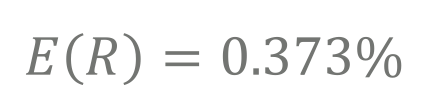 E(R) = 0.373%